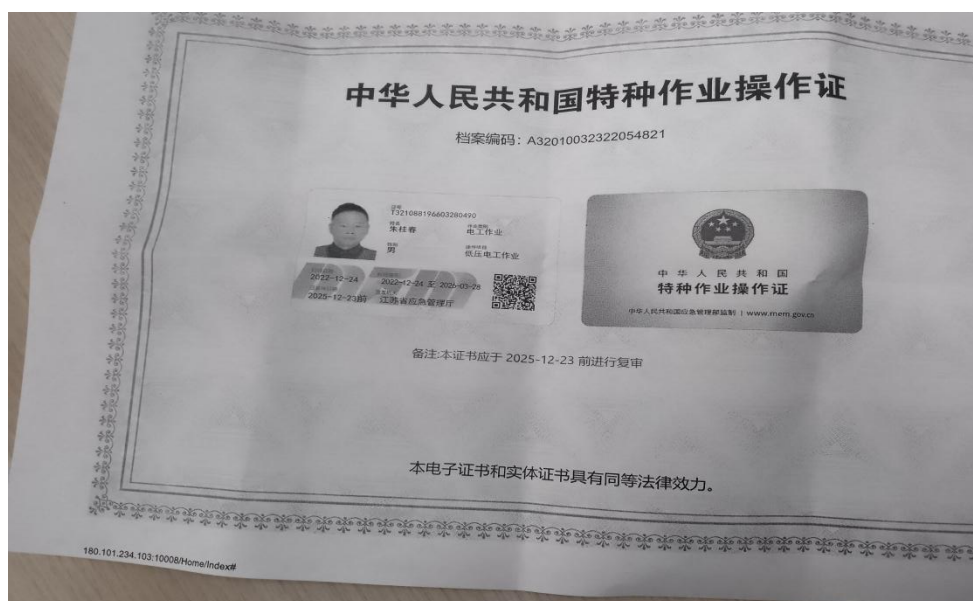 中华人民共和国特种作业操作证
档案编码：A32010032322054821
证号
T321088196603280490
姓名
朱桂春
作业类别
电工作业
性别
男
操作项目
低压电工作业
2022-12-24
2022-12-24 至 2026-03-28
2025-12-23前
江苏省应急管理厅
中华人民共和国
特种作业操作证
中华人民共和国应急管理部监制 | www.mem.gov.cn
备注:本证书应于 2025-12-23 前进行复审
本电子证书和实体证书具有同等法律效力。
180.101.234.103:10008/Home/Index#